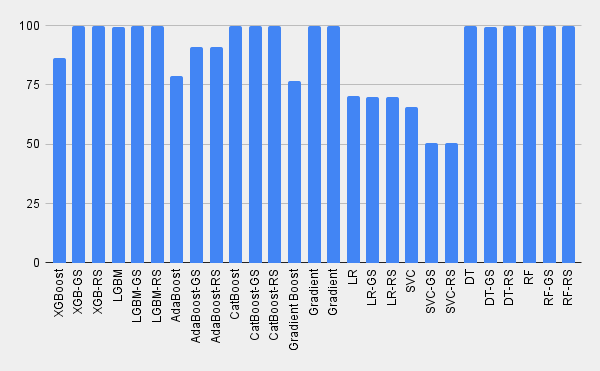 100
75
50
25
0
XGBoost
XGB-GS
XGB-RS
LGBM
LGBM-GS
LGBM-RS
AdaBoost
AdaBoost-GS
AdaBoost-RS
CatBoost
CatBoost-GS
CatBoost-RS
Gradient Boost
Gradient
Gradient
LR
LR-GS
LR-RS
SVC
SVC-GS
SVC-RS
DT
DT-GS
DT-RS
RF
RF-GS
RF-RS